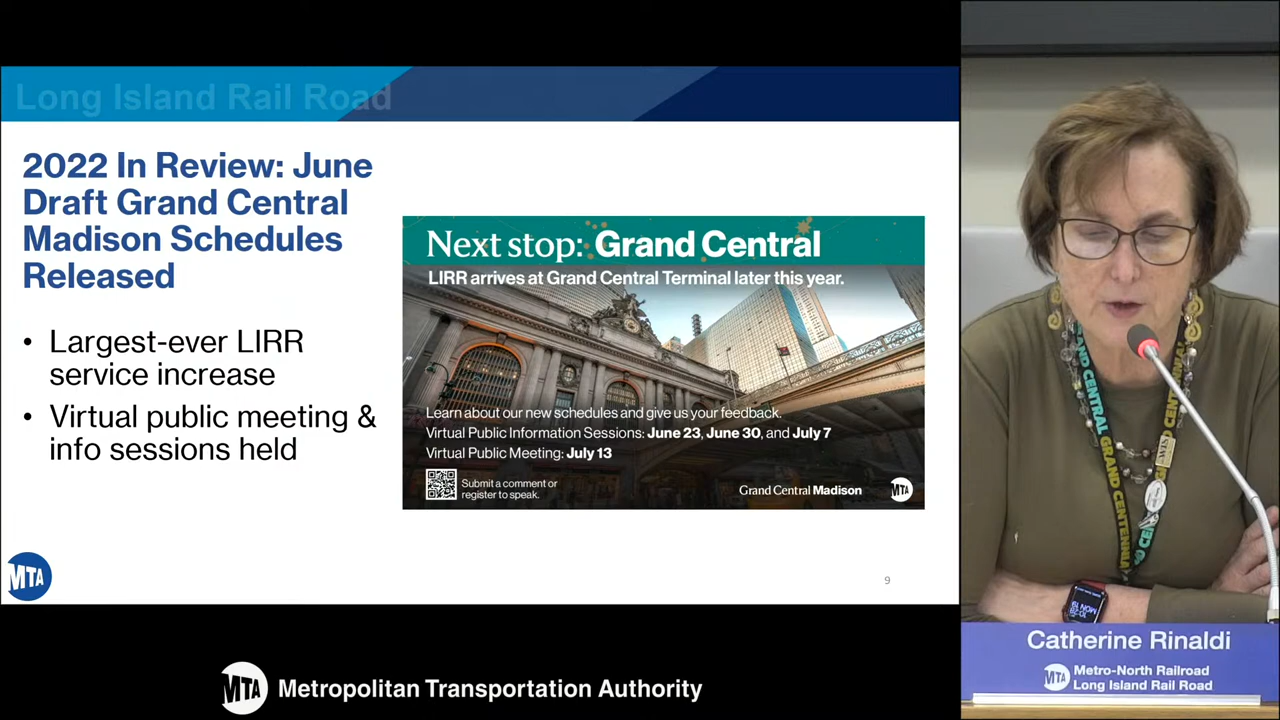 Long Island Rail Road
2022 In Review: June
Draft Grand Central
Madison Schedules
Released
• Largest-ever LIRR
service increase
• Virtual public meeting &
info sessions held
Next stop: Grand Central
LIRR arrives at Grand Central Terminal later this year.
Learn about our new schedules and give us your feedback.
Virtual Public Information Sessions: June 23, June 30, and July 7
Virtual Public Meeting: July 13
Submit a comment or
register to speak.
Grand Central Madison
MTA
MTA
9
MTA Metropolitan Transportation Authority
GRAND CENTRAL
GRAND CENTENNIA
Catherine Rinaldi
MTA
Metro-North Railroad
Long Island Rail Road